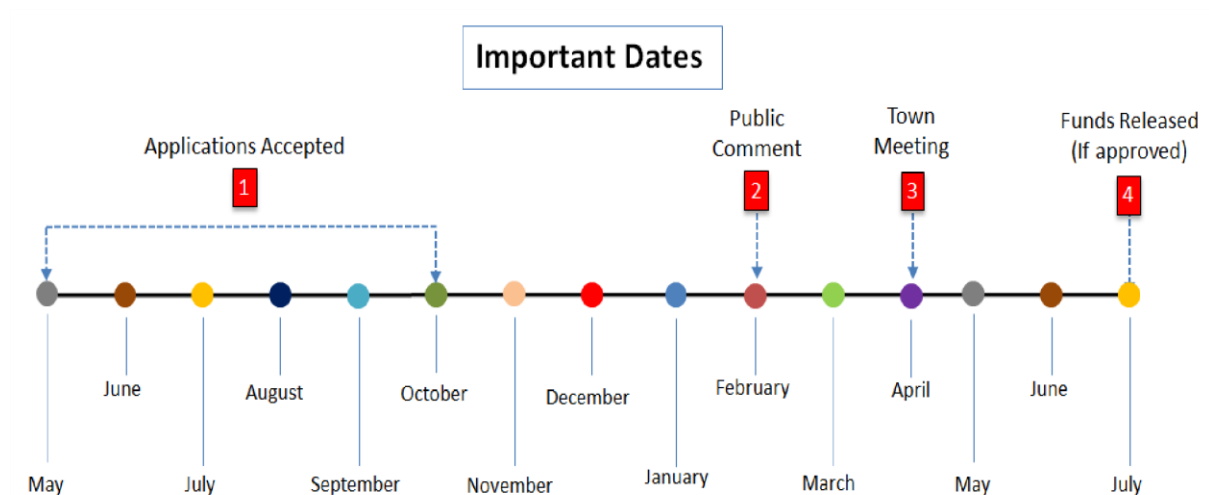 Important Dates
Applications Accepted
1
Public
Comment
2
Town
Meeting
3
Funds Released
(If approved)
4
June
August
October
December
February
April
June
May
July
September
November
January
March
May
July